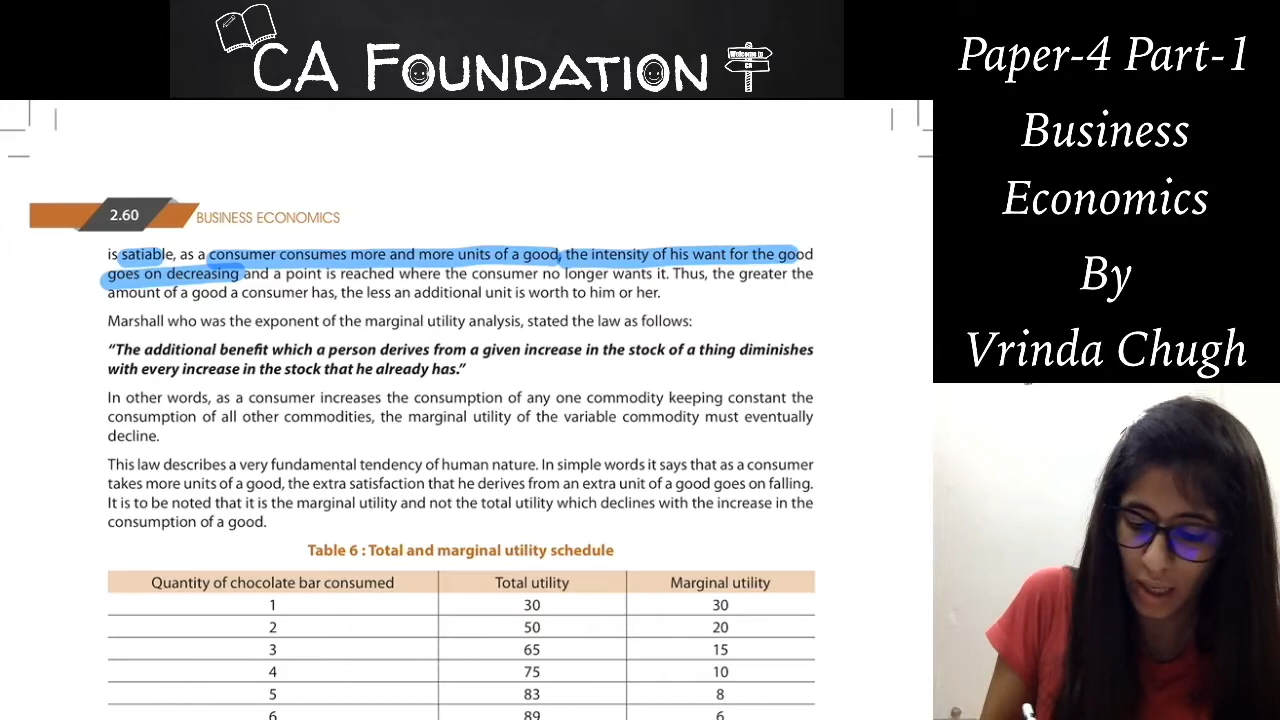 CA FOUNDATION
Welcome to
ca
Paper-4 Part-1
Business
Economics
By
Vrinda Chugh
2.60 BUSINESS ECONOMICS
is satiable, as a consumer consumes more and more units of a good, the intensity of his want for the good
goes on decreasing and a point is reached where the consumer no longer wants it. Thus, the greater the
amount of a good a consumer has, the less an additional unit is worth to him or her.
Marshall who was the exponent of the marginal utility analysis, stated the law as follows:
“The additional benefit which a person derives from a given increase in the stock of a thing diminishes
with every increase in the stock that he already has.”
In other words, as a consumer increases the consumption of any one commodity keeping constant the
consumption of all other commodities, the marginal utility of the variable commodity must eventually
decline.
This law describes a very fundamental tendency of human nature. In simple words it says that as a consumer
takes more units of a good, the extra satisfaction that he derives from an extra unit of a good goes on falling.
It is to be noted that it is the marginal utility and not the total utility which declines with the increase in the
consumption of a good.
Table 6 : Total and marginal utility schedule
Quantity of chocolate bar consumed Total utility Marginal utility
1 30 30
2 50 20
3 65 15
4 75 10
5 83 8
6 89 6